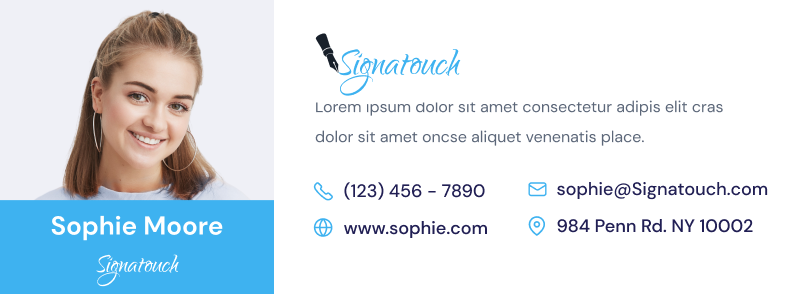 Sophie Moore
Signatouch
Signatouch
Lorem ipsum dolor sit amet consectetur adipis elit cras
dolor sit amet oncse aliquet venenatis place.
(123) 456 - 7890
sophie@Signatouch.com
www.sophie.com
984 Penn Rd. NY 10002